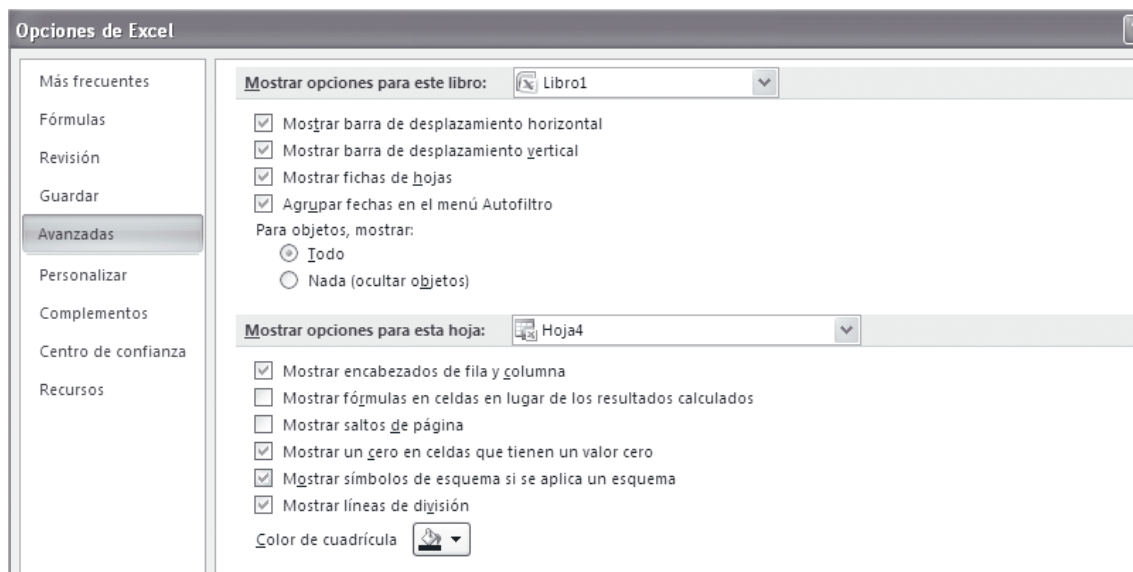 Opciones de Excel
Más frecuentes
Fórmulas
Revisión
Guardar
Avanzadas
Personalizar
Complementos
Centro de confianza
Recursos
Mostrar opciones para este libro: Libro1
Mostrar barra de desplazamiento horizontal
Mostrar barra de desplazamiento vertical
Mostrar fichas de hojas
Agrupar fechas en el menú Autofiltro
Para objetos, mostrar:
Todo
Nada (ocultar objetos)
Mostrar opciones para esta hoja: Hoja4
Mostrar encabezados de fila y columna
Mostrar fórmulas en celdas en lugar de los resultados calculados
Mostrar saltos de página
Mostrar un cero en celdas que tienen un valor cero
Mostrar símbolos de esquema si se aplica un esquema
Mostrar líneas de división
Color de cuadrícula